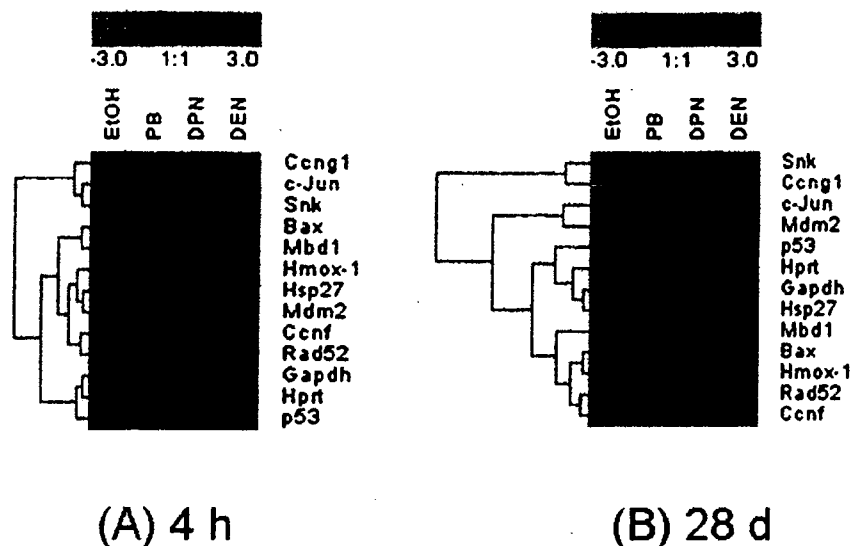 -3.0 1:1 3.0
EtOH PB DPN DEN
Ccng1
c-Jun
Snk
Bax
Mbd1
Hmox-1
Hsp27
Mdm2
Ccnf
Rad52
Gapdh
Hprt
p53
(A) 4 h
-3.0 1:1 3.0
EtOH PB DPN DEN
Snk
Ccng1
c-Jun
Mdm2
p53
Hprt
Gapdh
Hsp27
Mbd1
Bax
Hmox-1
Rad52
Ccnf
(B) 28 d